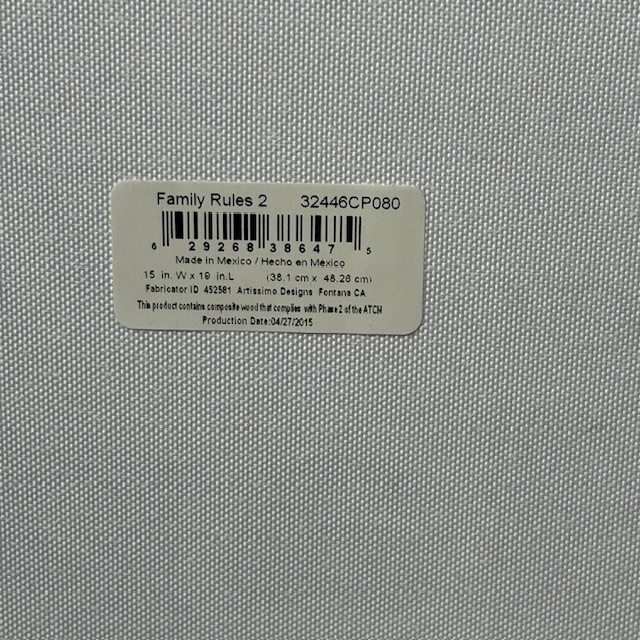 Family Rules 2 32446CP080
6 29268 38647 5
Made in Mexico / Hecho en México
15 in. W x 19 in.L (38.1 cm x 48.26 cm)
Fabricator ID 452581 Artissimo Designs Fontana CA
This product contains composite wood that complies with Phase 2 of the ATCM
Production Date:04/27/2015